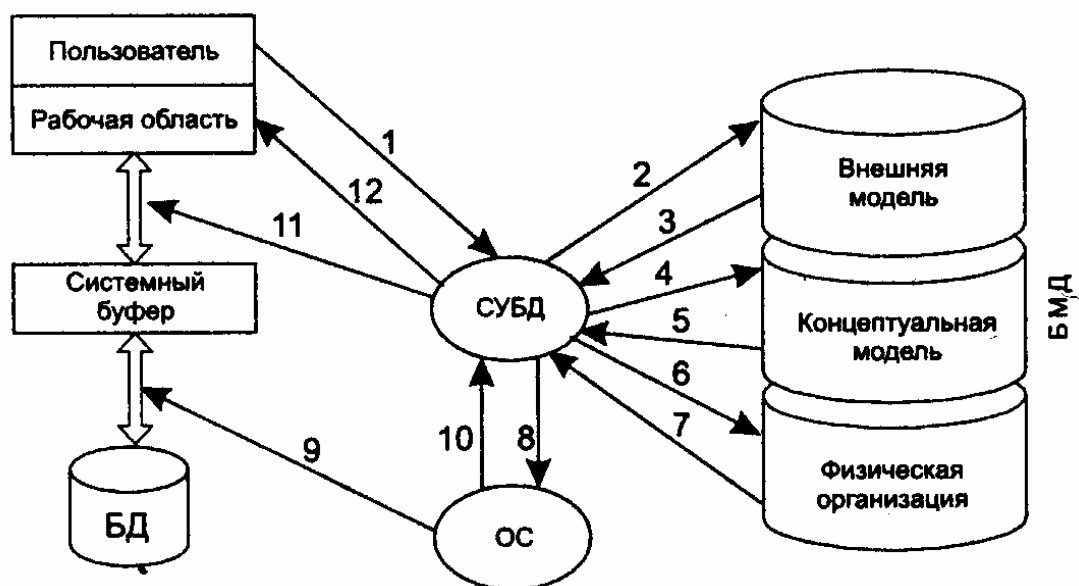 Пользователь
Рабочая область
1
12
11
2
3
4
5
6
7
Системный
буфер
СУБД
Внешняя
модель
Концептуальная
модель
Физическая
организация
БМД
9
10
8
БД
ОС